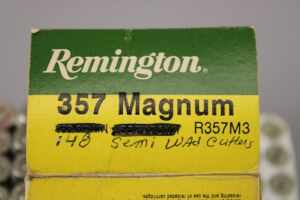 Remington.
357 Magnum
R357M3
148 Semi WAd Cutters